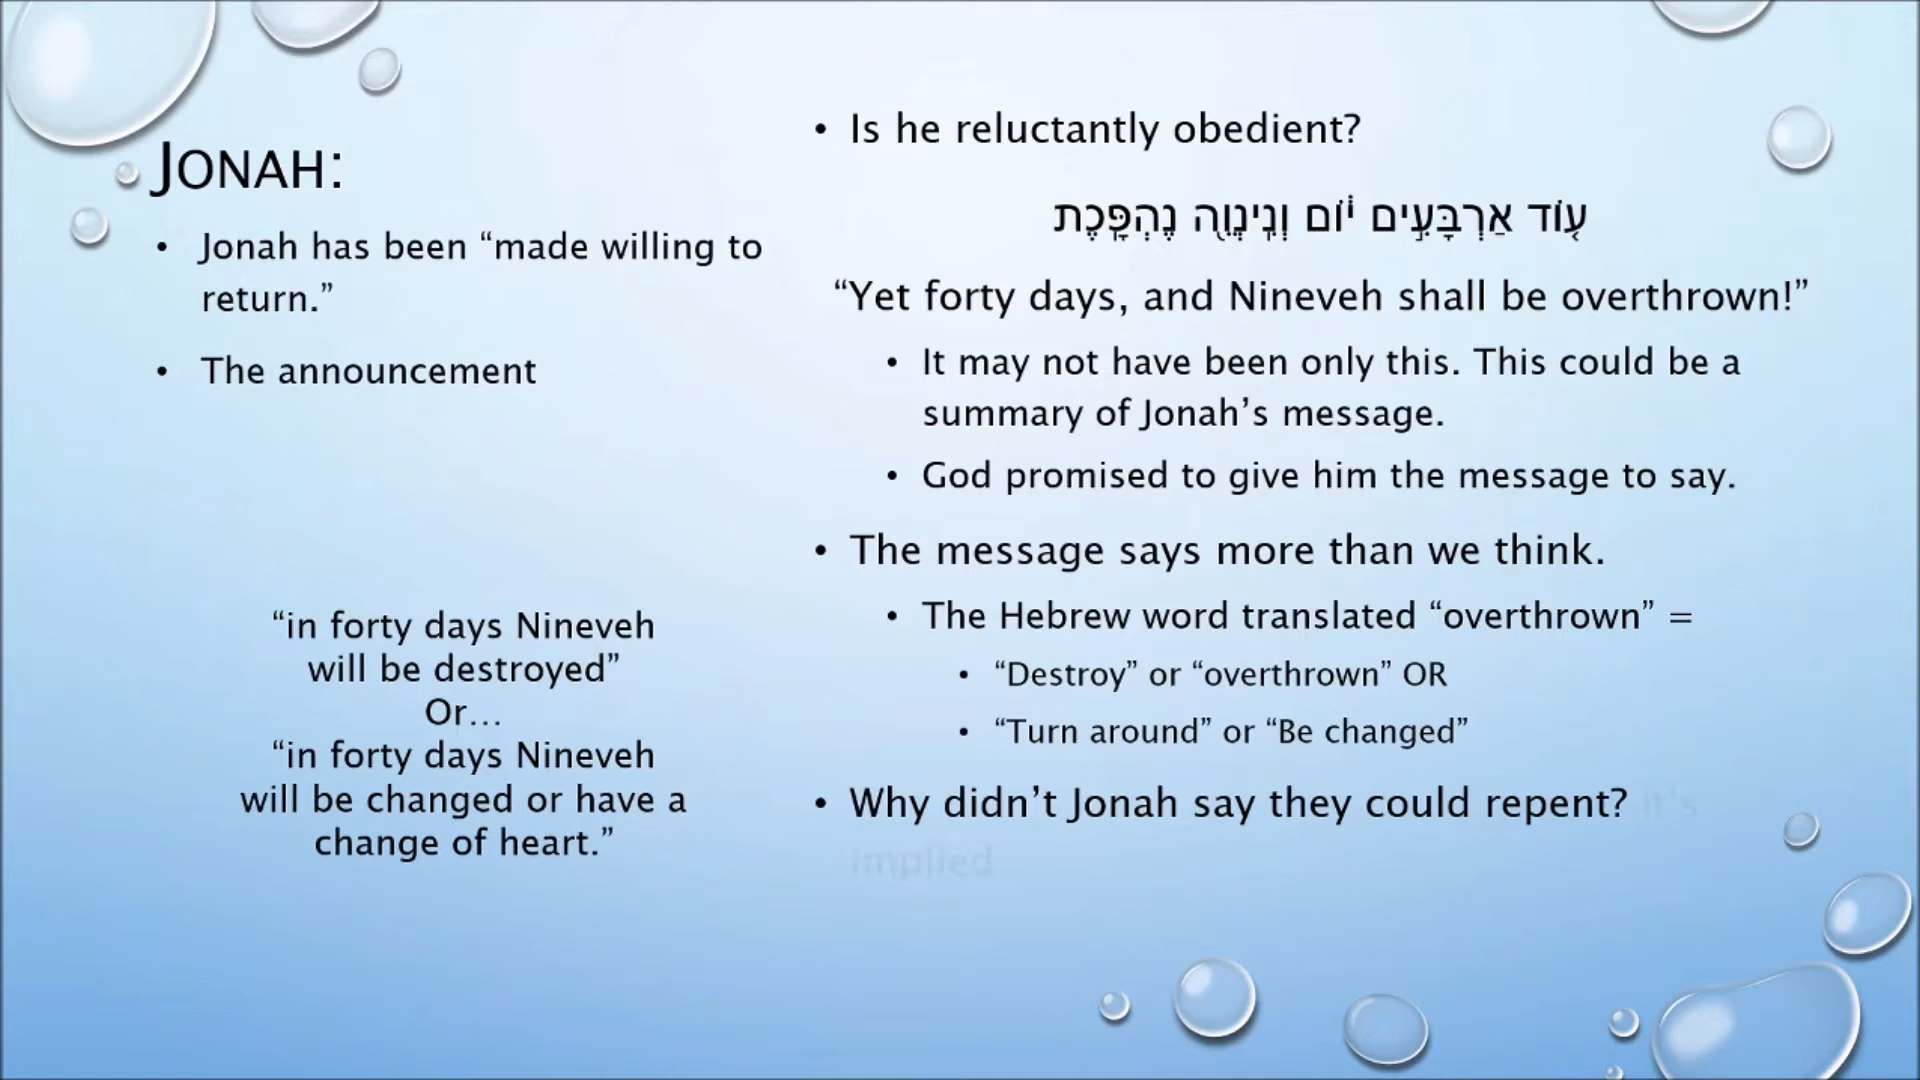 JONAH:
• Jonah has been “made willing to
return.”
• The announcement
“in forty days Nineveh
will be destroyed”
Or…
“in forty days Nineveh
will be changed or have a
change of heart.”
• Is he reluctantly obedient?
ע֚וֹד אַרְבָּעִ֣ים י֔וֹם וְנִֽינְוֵ֖ה נֶהְפָּֽכֶת
“Yet forty days, and Nineveh shall be overthrown!”
• It may not have been only this. This could be a
summary of Jonah’s message.
• God promised to give him the message to say.
• The message says more than we think.
• The Hebrew word translated “overthrown” =
• “Destroy” or “overthrown” OR
• “Turn around” or “Be changed”
• Why didn’t Jonah say they could repent? it’s
implied